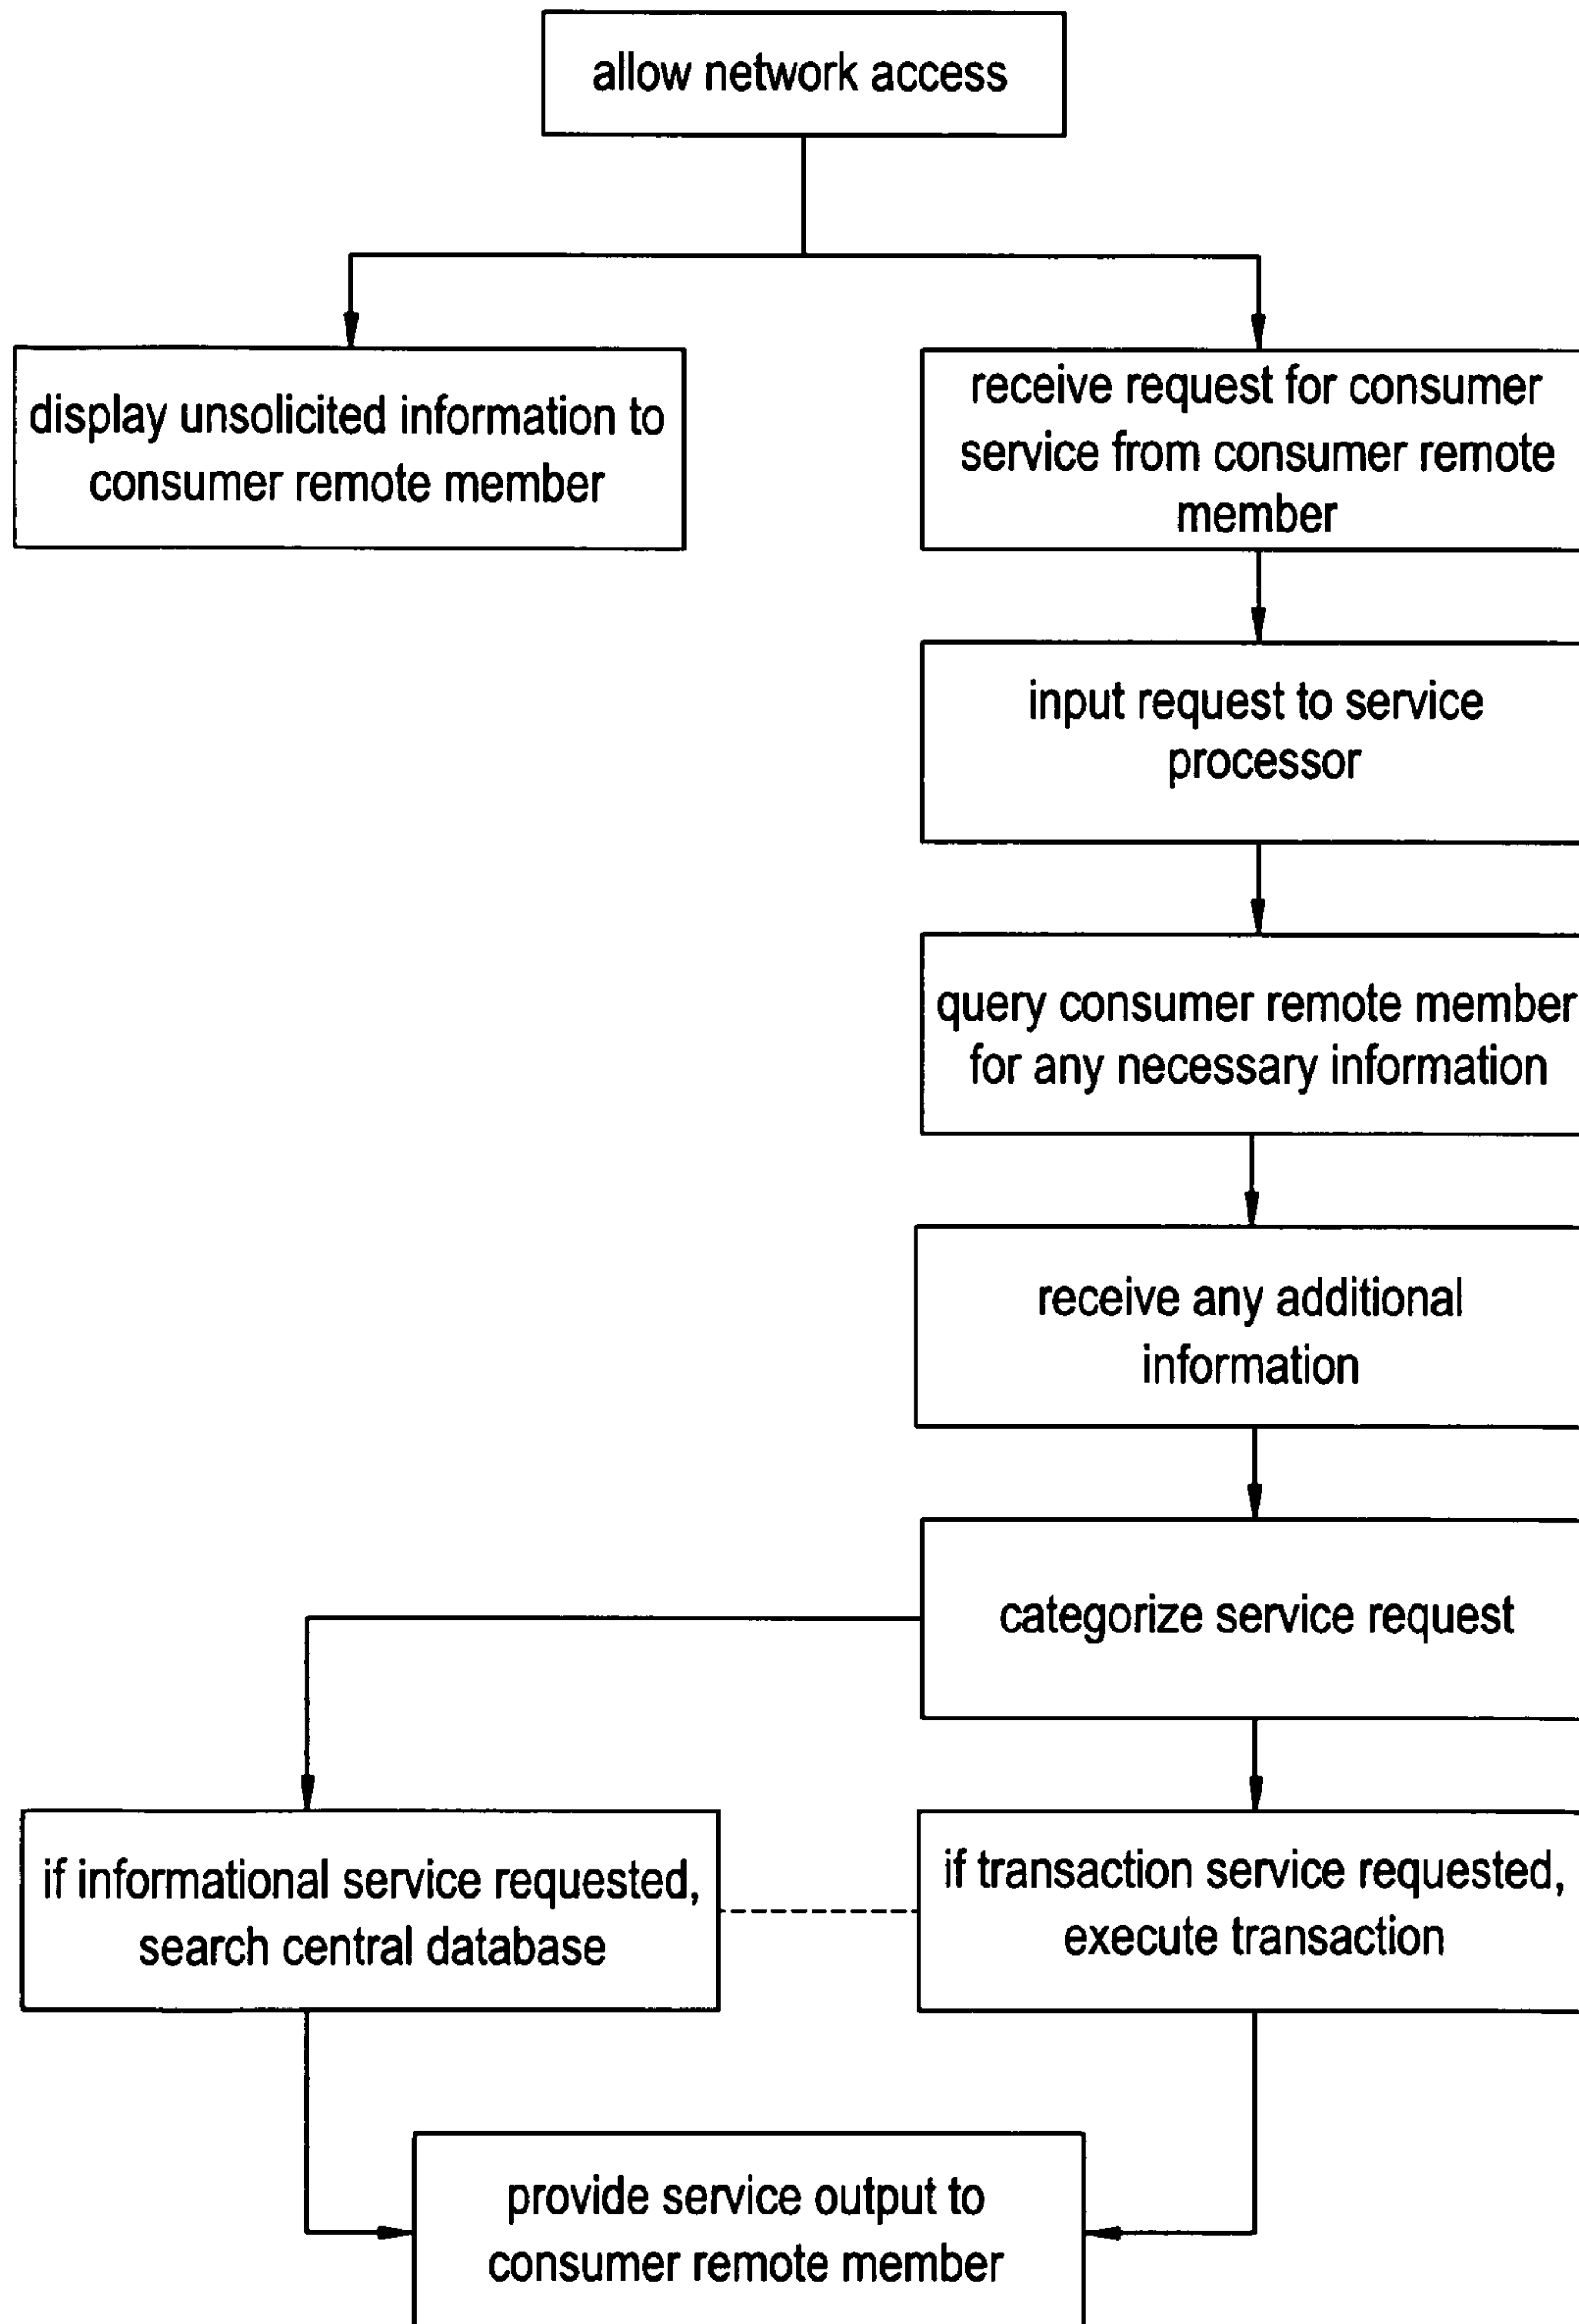 allow network access
display unsolicited information to
consumer remote member
receive request for consumer
service from consumer remote
member
input request to service
processor
query consumer remote member
for any necessary information
receive any additional
information
categorize service request
if informational service requested,
search central database
if transaction service requested,
execute transaction
provide service output to
consumer remote member